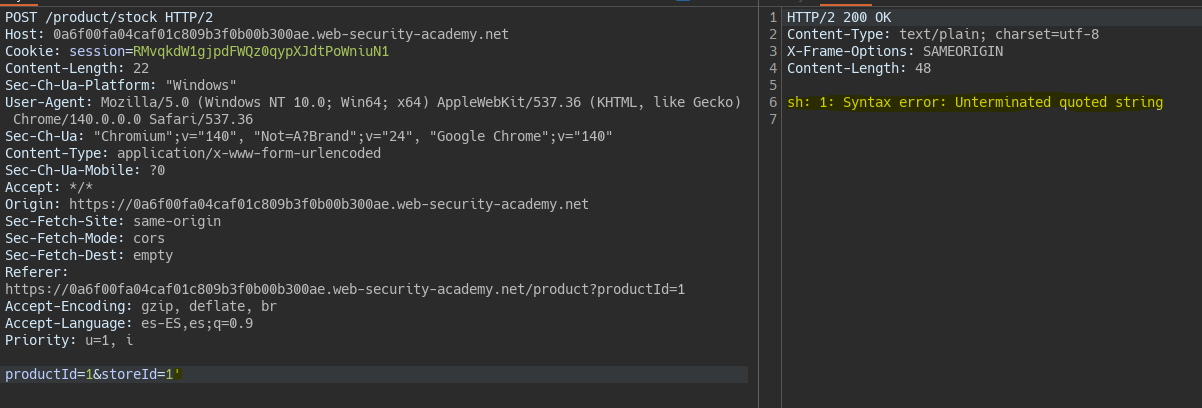 POST /product/stock HTTP/2
Host: 0a6f00fa04caf01c809b3f0b00b300ae.web-security-academy.net
Cookie: session=RMvqkdW1gjpdFWQz0qypXJdtPoWniuN1
Content-Length: 22
Sec-Ch-Ua-Platform: "Windows"
User-Agent: Mozilla/5.0 (Windows NT 10.0; Win64; x64) AppleWebKit/537.36 (KHTML, like Gecko)
Chrome/140.0.0.0 Safari/537.36
Sec-Ch-Ua: "Chromium";v="140", "Not=A?Brand";v="24", "Google Chrome";v="140"
Content-Type: application/x-www-form-urlencoded
Sec-Ch-Ua-Mobile: ?0
Accept: */*
Origin: https://0a6f00fa04caf01c809b3f0b00b300ae.web-security-academy.net
Sec-Fetch-Site: same-origin
Sec-Fetch-Mode: cors
Sec-Fetch-Dest: empty
Referer:
https://0a6f00fa04caf01c809b3f0b00b300ae.web-security-academy.net/product?productId=1
Accept-Encoding: gzip, deflate, br
Accept-Language: es-ES,es;q=0.9
Priority: u=1, i
productId=1&storeId=1'
1 HTTP/2 200 OK
2 Content-Type: text/plain; charset=utf-8
3 X-Frame-Options: SAMEORIGIN
4 Content-Length: 48
5
6 sh: 1: Syntax error: Unterminated quoted string
7